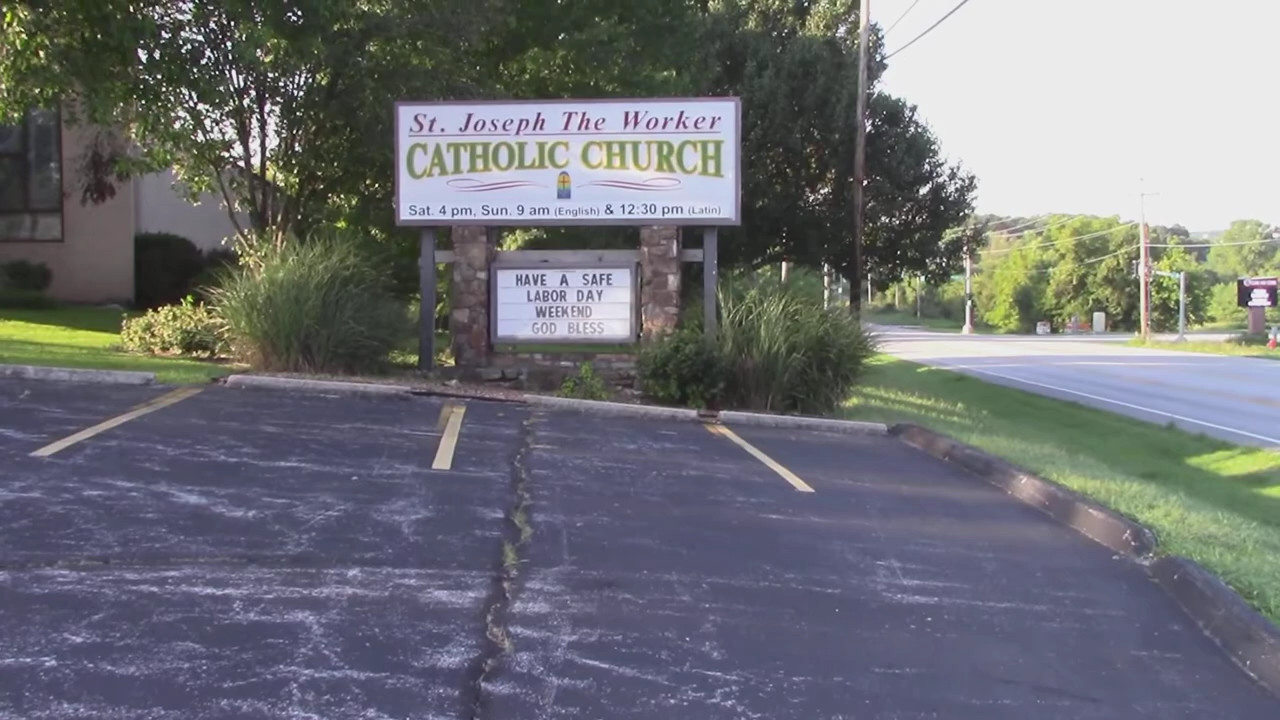 St. Joseph The Worker
CATHOLIC CHURCH
Sat. 4 pm, Sun. 9 am (English) & 12:30 pm (Latin)
HAVE A SAFE
LABOR DAY
WEEKEND
GOD BLESS